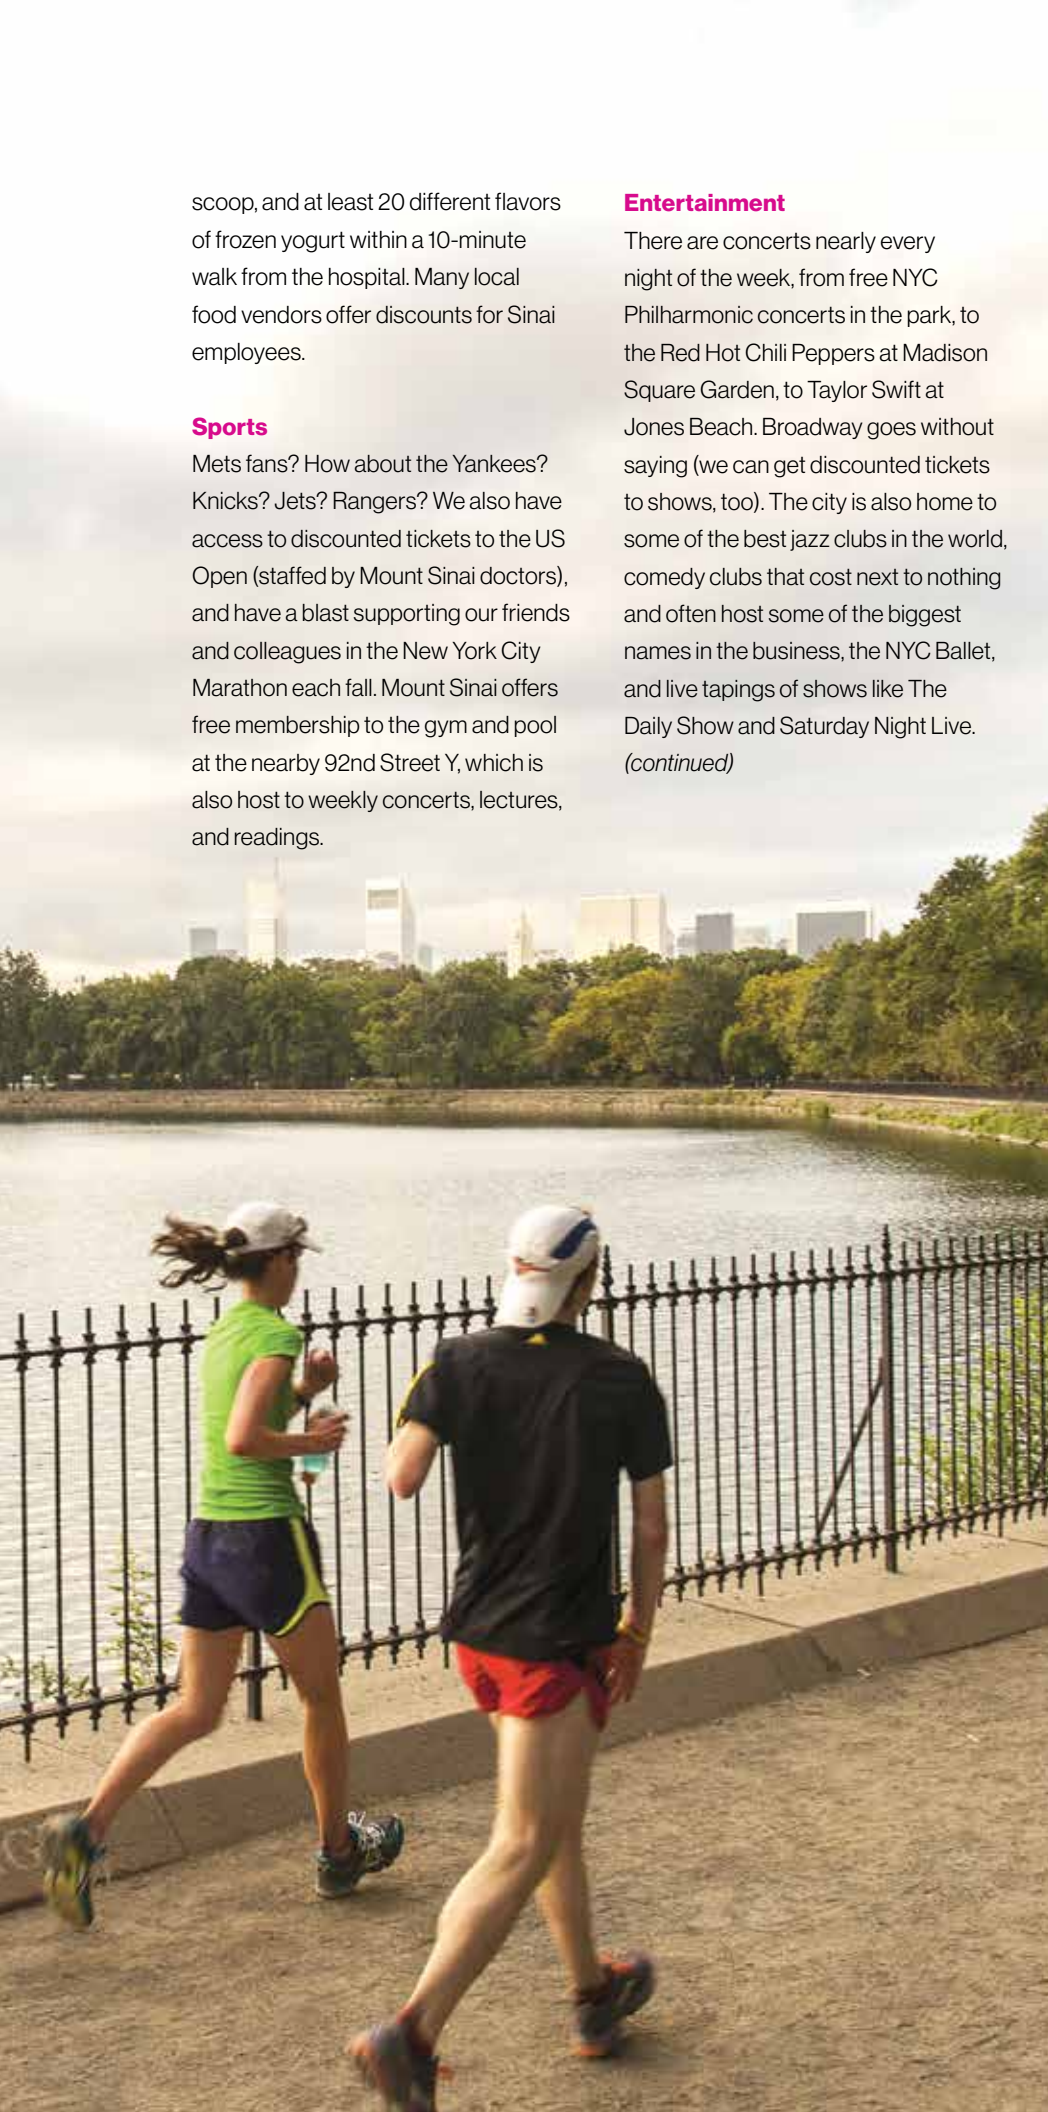 scoop, and at least 20 different flavors
of frozen yogurt within a 10-minute
walk from the hospital. Many local
food vendors offer discounts for Sinai
employees.
Sports
Mets fans? How about the Yankees?
Knicks? Jets? Rangers? We also have
access to discounted tickets to the US
Open (staffed by Mount Sinai doctors),
and have a blast supporting our friends
and colleagues in the New York City
Marathon each fall. Mount Sinai offers
free membership to the gym and pool
at the nearby 92nd Street Y, which is
also host to weekly concerts, lectures,
and readings.
Entertainment
There are concerts nearly every
night of the week, from free NYC
Philharmonic concerts in the park, to
the Red Hot Chili Peppers at Madison
Square Garden, to Taylor Swift at
Jones Beach. Broadway goes without
saying (we can get discounted tickets
to shows, too). The city is also home to
some of the best jazz clubs in the world,
comedy clubs that cost next to nothing
and often host some of the biggest
names in the business, the NYC Ballet,
and live tapings of shows like The
Daily Show and Saturday Night Live.
(continued)